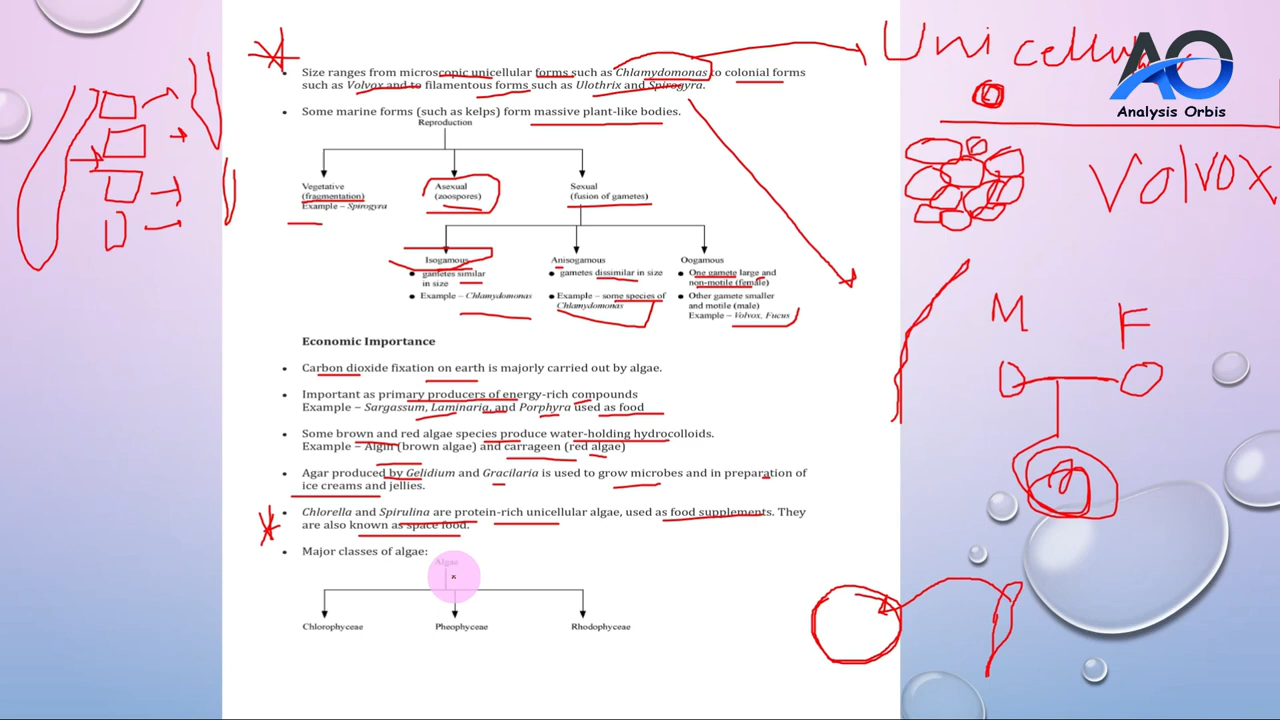 • Size ranges from microscopic unicellular forms such as Chlamydomonas to colonial forms
such as Volvox and to filamentous forms such as Ulothrix and Spirogyra.
• Some marine forms (such as kelps) form massive plant-like bodies.
Reproduction
Vegetative
(fragmentation)
Example – Spirogyra
Asexual
(zoospores)
Sexual
(fusion of gametes)
Isogamous
• gametes similar
in size
• Example – Chlamydomonas
Anisogamous
• gametes dissimilar in size
• Example – some species of
Chlamydomonas
Oogamous
• One gamete large and
non-motile (female)
• Other gamete smaller
and motile (male)
Example – Volvox, Fucus
Economic Importance
• Carbon dioxide fixation on earth is majorly carried out by algae.
• Important as primary producers of energy-rich compounds
Example – Sargassum, Laminaria, and Porphyra used as food
• Some brown and red algae species produce water-holding hydrocolloids.
Example – Algin (brown algae) and carrageen (red algae)
• Agar produced by Gelidium and Gracilaria is used to grow microbes and in preparation of
ice creams and jellies.
• Chlorella and Spirulina are protein-rich unicellular algae, used as food supplements. They
are also known as space food.
• Major classes of algae:
Algae
Chlorophyceae
Pheophyceae
Rhodophyceae
Unicellular
AO
Analysis Orbis
Volvox
M F